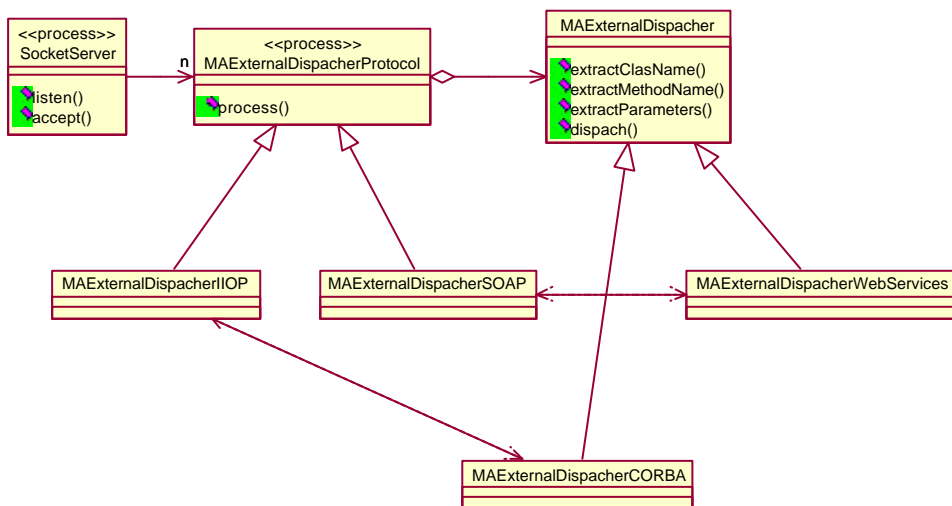 <<process>>
SocketServer
listen()
accept()
n
<<process>>
MAExternalDispacherProtocol
process()
MAExternalDispacher
extractClasName()
extractMethodName()
extractParameters()
dispach()
MAExternalDispacherIIOP
MAExternalDispacherSOAP
MAExternalDispacherWebServices
MAExternalDispacherCORBA